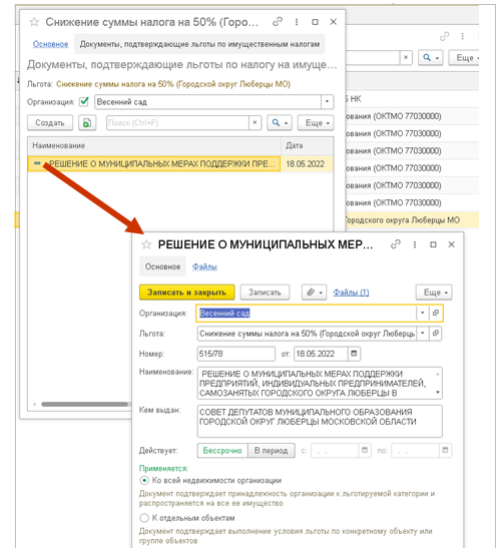 Снижение суммы налога на 50% (Горо...
Основное Документы, подтверждающие льготы по имущественным налогам
Документы, подтверждающие льготы по налогу на имуще...
Льгота: Снижение суммы налога на 50% (Городской округ Люберцы МО)
Организация: Весенний сад
Создать Поиск (Ctrl+F) × Еще
Наименование Дата
РЕШЕНИЕ О МУНИЦИПАЛЬНЫХ МЕРАХ ПОДДЕРЖКИ ПРЕ... 18.05.2022
× Еще
НК
ования (ОКТМО 77030000)
ования (ОКТМО 77030000)
ования (ОКТМО 77030000)
ования (ОКТМО 77030000)
ования (ОКТМО 77030000)
ования (ОКТМО 77030000)
Городского округа Люберцы МО
РЕШЕНИЕ О МУНИЦИПАЛЬНЫХ МЕР...
Основное Файлы
Записать и закрыть Записать Файлы (1) Еще
Организация: Весенний сад
Льгота: Снижение суммы налога на 50% (Городской округ Люберць
Номер: 515/78 от: 18.05.2022
Наименование: РЕШЕНИЕ О МУНИЦИПАЛЬНЫХ МЕРАХ ПОДДЕРЖКИ
ПРЕДПРИЯТИЙ, ИНДИВИДУАЛЬНЫХ ПРЕДПРИНИМАТЕЛЕЙ,
САМОЗАНЯТЫХ ГОРОДСКОГО ОКРУГА ЛЮБЕРЦЫ В
Кем выдан: СОВЕТ ДЕПУТАТОВ МУНИЦИПАЛЬНОГО ОБРАЗОВАНИЯ
ГОРОДСКОЙ ОКРУГ ЛЮБЕРЦЫ МОСКОВСКОЙ ОБЛАСТИ
Действует: Бессрочно В период с: . . по: . .
Применяется:
Ко всей недвижимости организации
Документ подтверждает принадлежность организации к льготируемой категории и
распространяется на все ее имущество
К отдельным объектам
Документ подтверждает выполнение условия льготы по конкретному объекту или
группе объектов